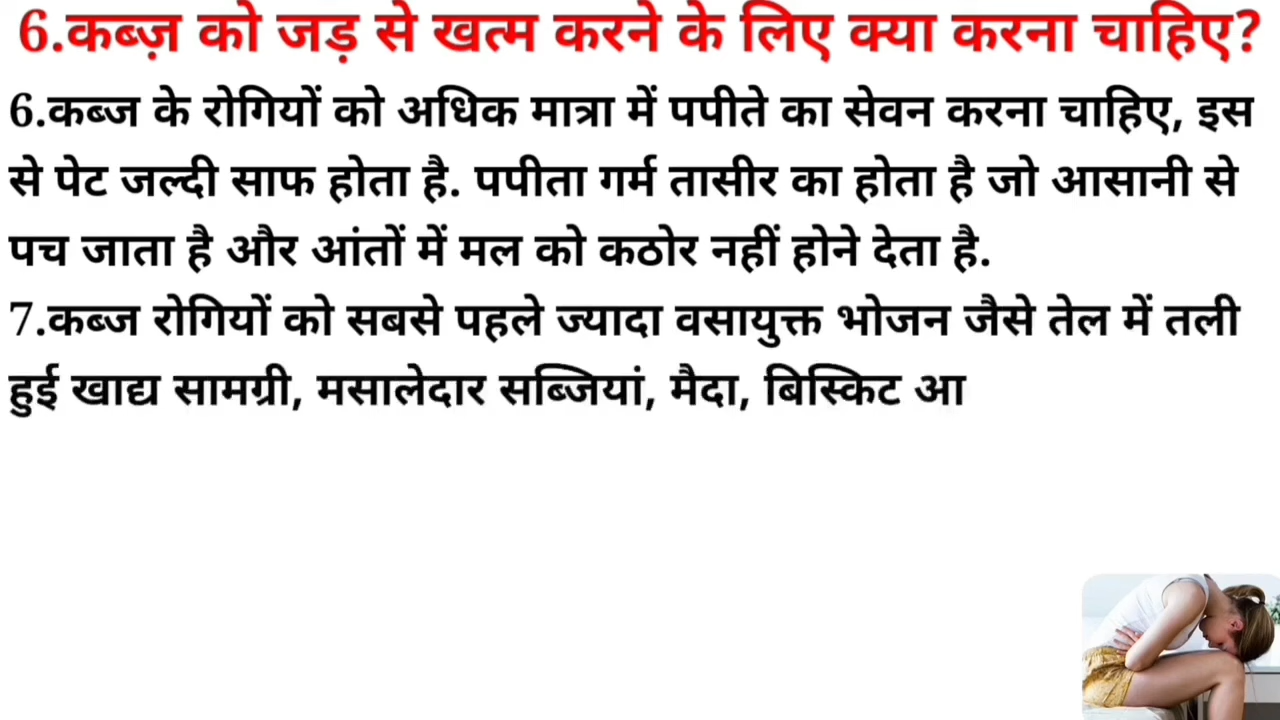 6.कब्ज़ को जड़ से खत्म करने के लिए क्या करना चाहिए?
6.कब्ज के रोगियों को अधिक मात्रा में पपीते का सेवन करना चाहिए, इस
से पेट जल्दी साफ होता है. पपीता गर्म तासीर का होता है जो आसानी से
पच जाता है और आंतों में मल को कठोर नहीं होने देता है.
7.कब्ज रोगियों को सबसे पहले ज्यादा वसायुक्त भोजन जैसे तेल में तली
हुई खाद्य सामग्री, मसालेदार सब्जियां, मैदा, बिस्किट आ